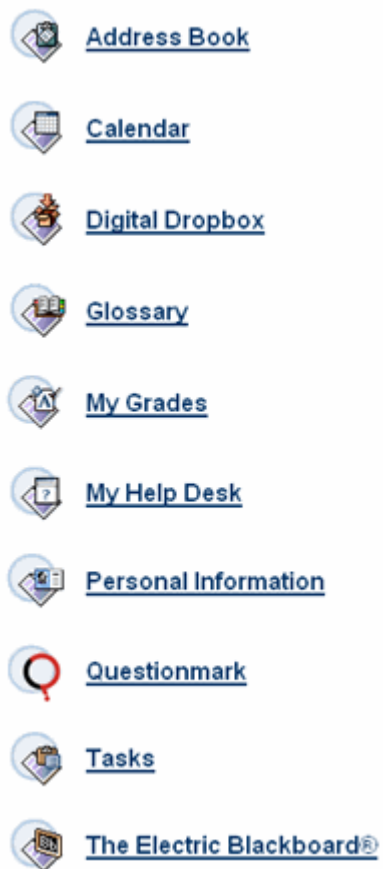 Address Book
Calendar
Digital Dropbox
Glossary
My Grades
My Help Desk
Personal Information
Questionmark
Tasks
The Electric Blackboard®